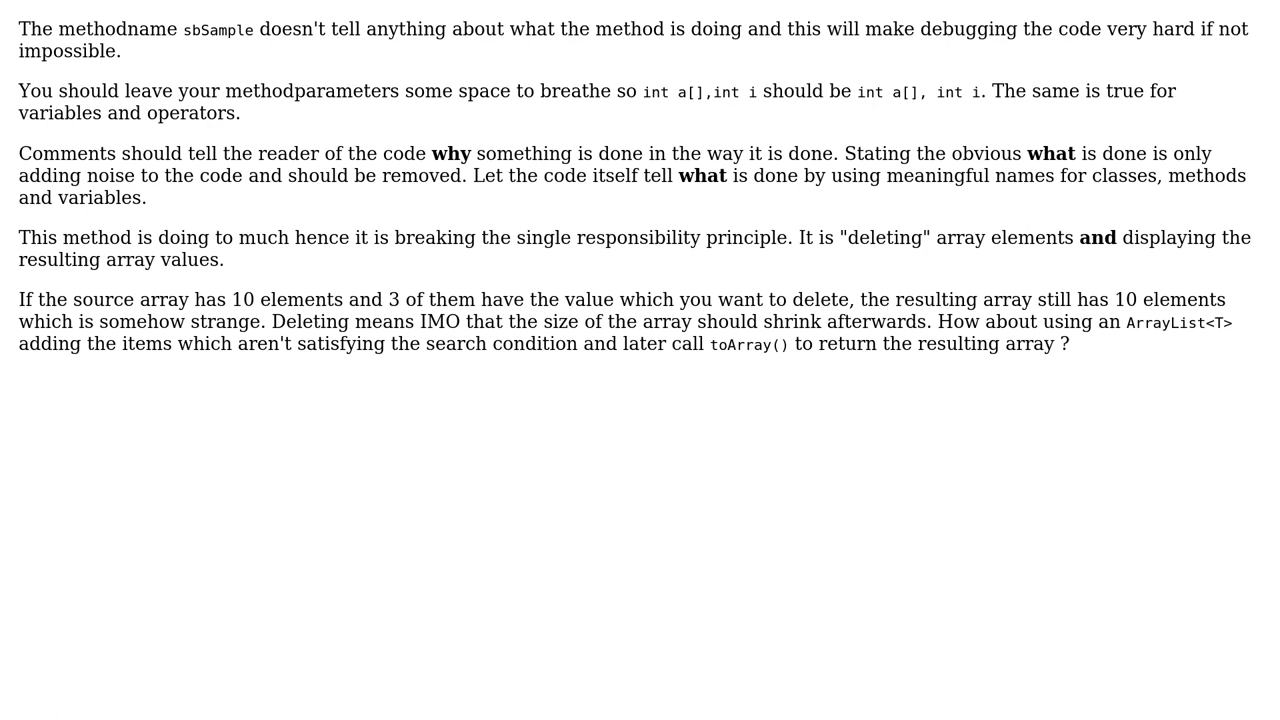 The methodname sbSample doesn't tell anything about what the method is doing and this will make debugging the code very hard if not
impossible.
You should leave your methodparameters some space to breathe so int a[],int i should be int a[], int i. The same is true for
variables and operators.
Comments should tell the reader of the code why something is done in the way it is done. Stating the obvious what is done is only
adding noise to the code and should be removed. Let the code itself tell what is done by using meaningful names for classes, methods
and variables.
This method is doing to much hence it is breaking the single responsibility principle. It is "deleting" array elements and displaying the
resulting array values.
If the source array has 10 elements and 3 of them have the value which you want to delete, the resulting array still has 10 elements
which is somehow strange. Deleting means IMO that the size of the array should shrink afterwards. How about using an ArrayList<T>
adding the items which aren't satisfying the search condition and later call toArray() to return the resulting array ?